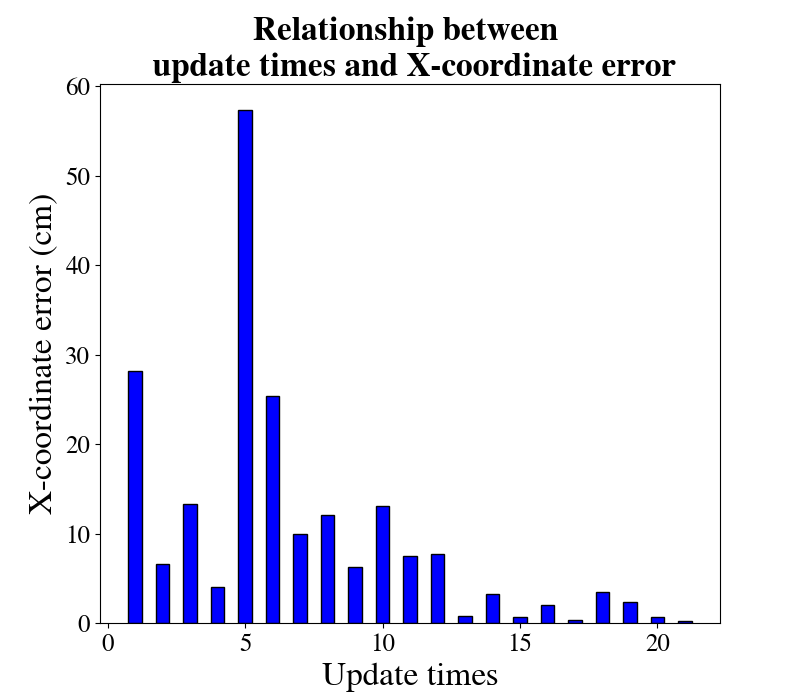 Relationship between
update times and X-coordinate error
60
50
40
30
20
10
0
X-coordinate error (cm)
0 5 10 15 20
Update times